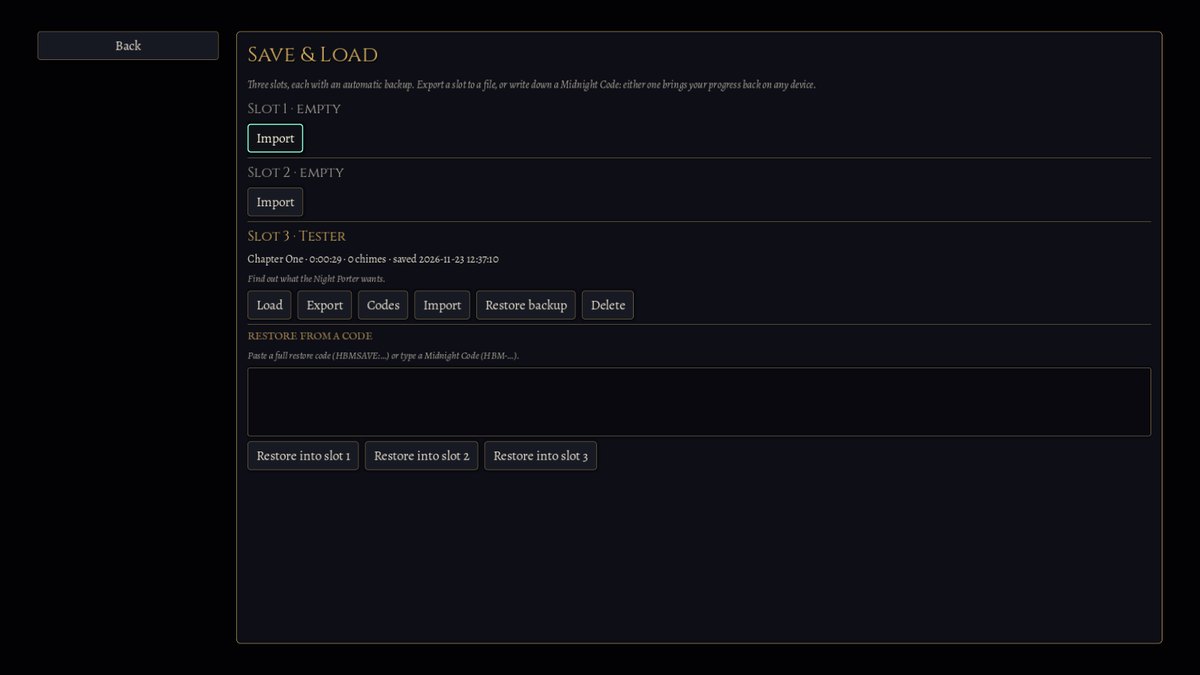 Back
Save & Load
Three slots, each with an automatic backup. Export a slot to a file, or write down a Midnight Code: either one brings your progress back on any device.
Slot 1 · empty
Import
Slot 2 · empty
Import
Slot 3 · Tester
Chapter One · 0:00:29 · 0 chimes · saved 2026-11-23 12:37:10
Find out what the Night Porter wants.
Load Export Codes Import Restore backup Delete
RESTORE FROM A CODE
Paste a full restore code (HBMSAVE:...) or type a Midnight Code (HBM-...).
Restore into slot 1 Restore into slot 2 Restore into slot 3